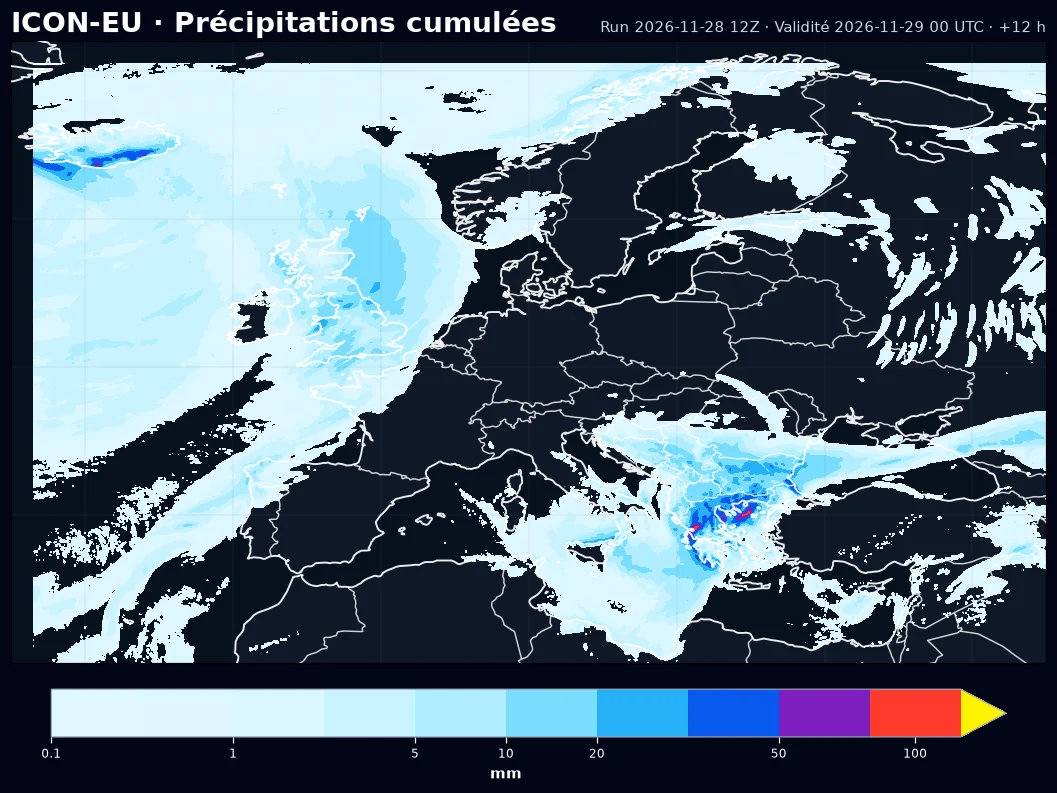 ICON-EU · Précipitations cumulées
Run 2026-11-28 12Z · Validité 2026-11-29 00 UTC · +12 h
0.1 1 5 10 20 50 100
mm